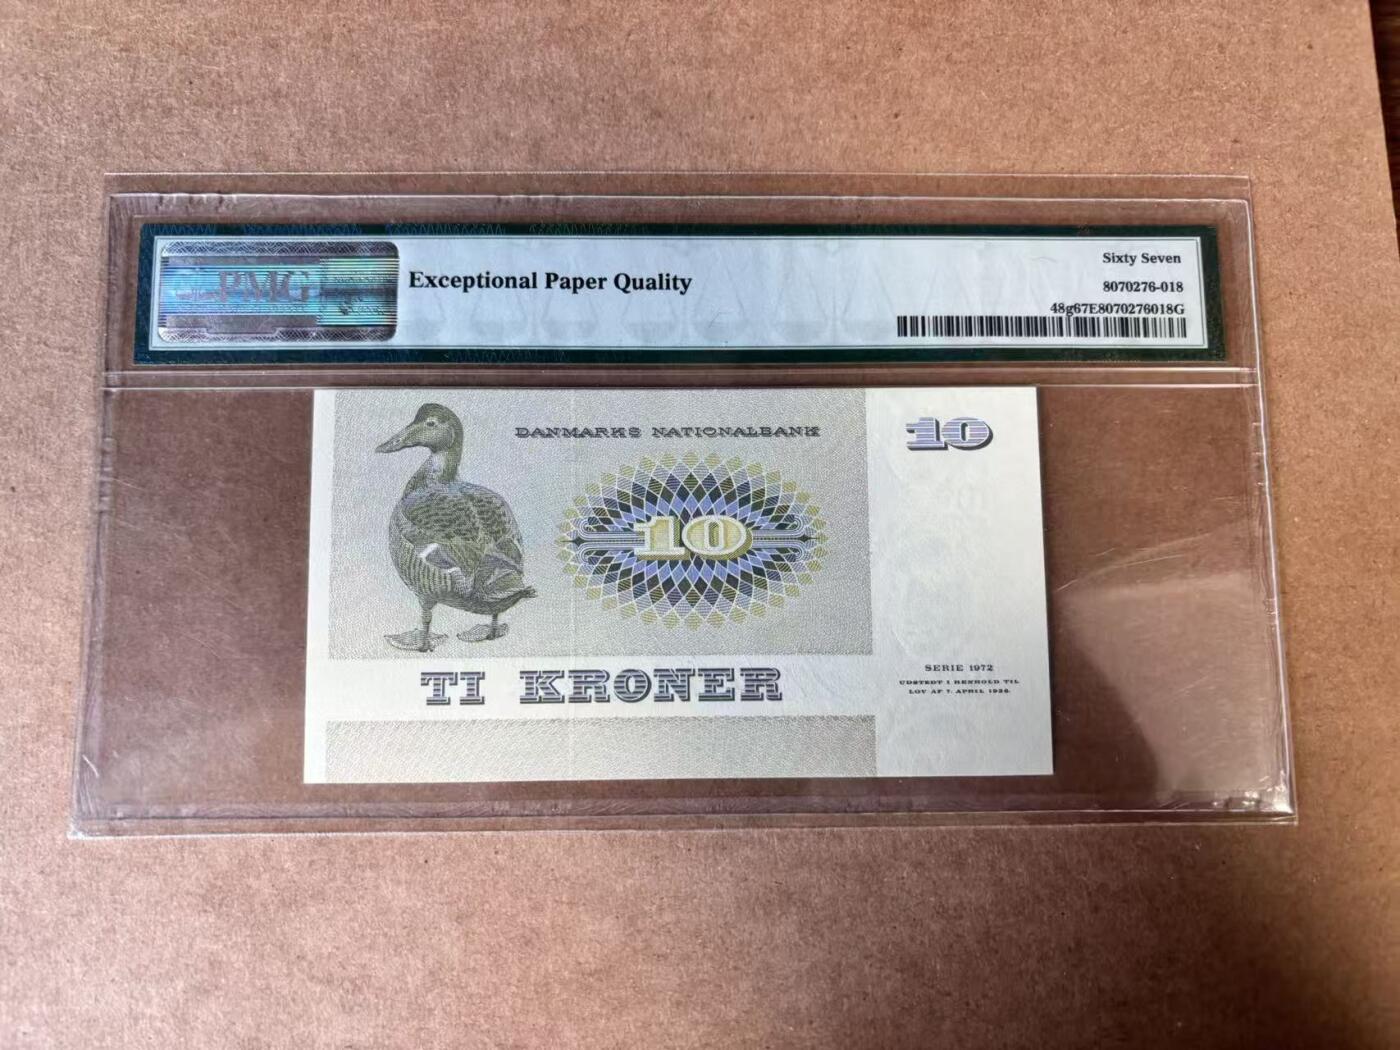 PMG
Exceptional Paper Quality
Sixty Seven
8070276-018
48g67E8070276018G
DANMARKS NATIONALBANK
10
10
TI KRONER
SERIE 1972
UDSTEDT I HENHOLD TIL
LOV AF 7. APRIL 1936